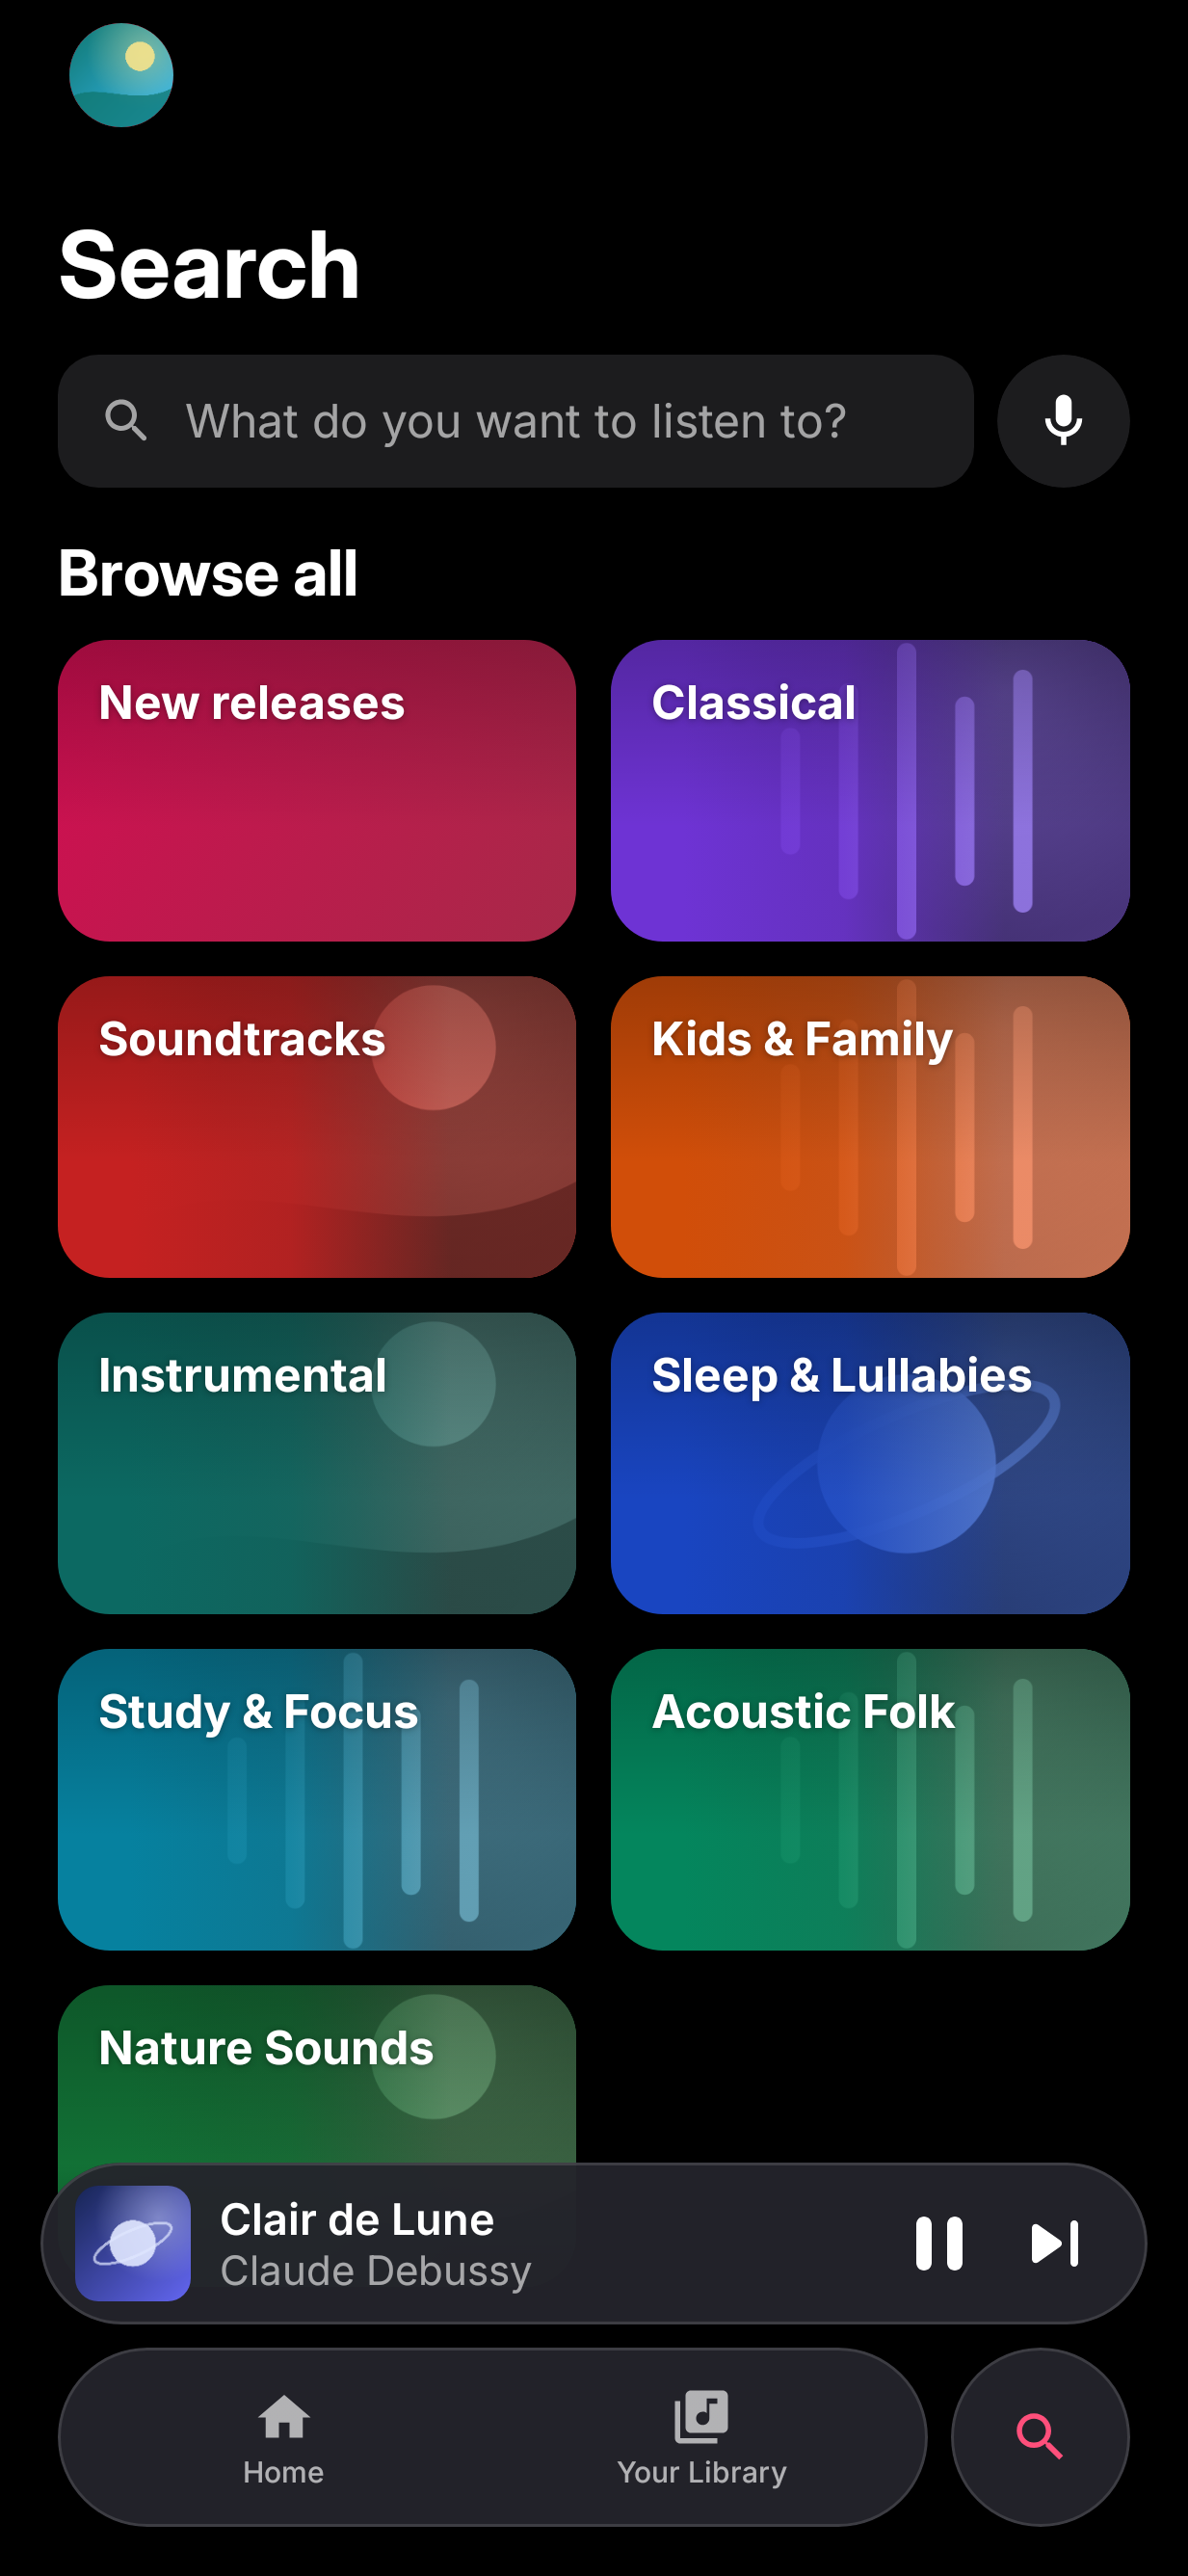 Search
What do you want to listen to?
Browse all
New releases
Classical
Soundtracks
Kids & Family
Instrumental
Sleep & Lullabies
Study & Focus
Acoustic Folk
Nature Sounds
Clair de Lune
Claude Debussy
Home
Your Library